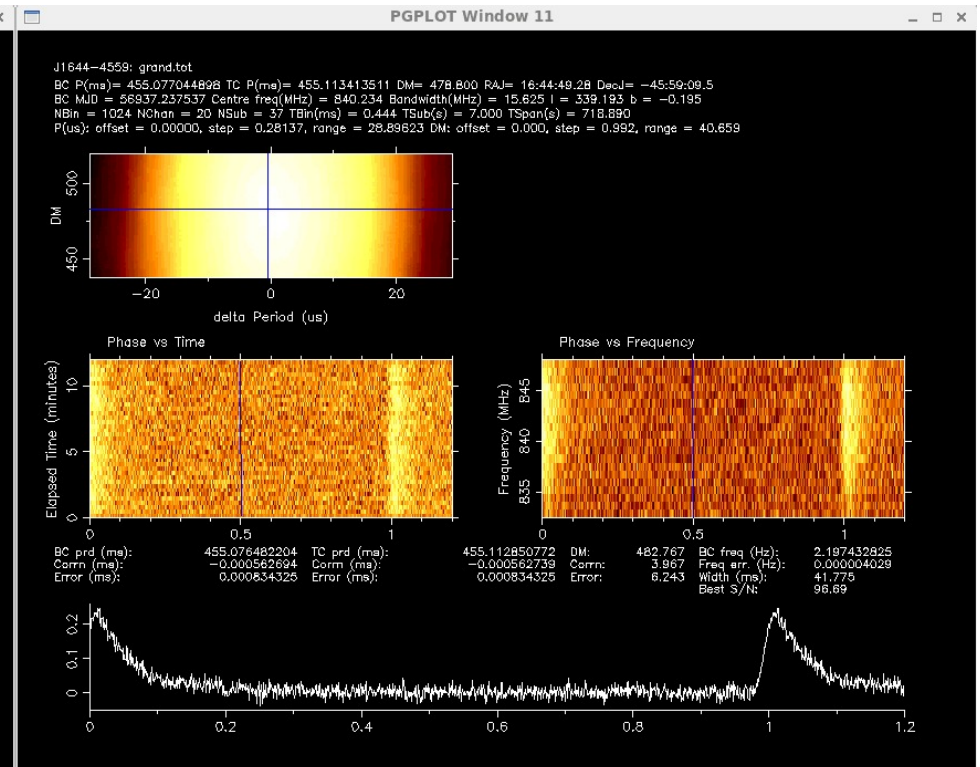 PGPLOT Window 11
J1644-4559: grand.tot
BC P(ms)= 455.077044898 TC P(ms)= 455.113413511 DM= 478.800 RAJ= 16:44:49.28 DecJ= -45:59:09.5
BC MJD = 56937.237537 Centre freq(MHz) = 840.234 Bandwidth(MHz) = 15.625 l = 339.193 b = -0.195
NBin = 1024 NChan = 20 NSub = 37 TBin(ms) = 0.444 TSub(s) = 7.000 TSpan(s) = 718.890
P(us): offset = 0.00000, step = 0.28137, range = 28.89623 DM: offset = 0.000, step = 0.992, range = 40.659
500
DM
450
-20 0 20
delta Period (us)
Phase vs Time
Elapsed Time (minutes)
10
5
0
0 0.5 1
Phase vs Frequency
Frequency (MHz)
845
840
835
0 0.5 1
BC prd (ms): 455.076482204 TC prd (ms): 455.112850772 DM: 482.767 BC freq (Hz): 2.197432825
Corrn (ms): -0.000562694 Corrn (ms): -0.000562739 Corrn: 3.967 Freq err. (Hz): 0.000004029
Error (ms): 0.000834325 Error (ms): 0.000834325 Error: 6.243 Width (ms): 41.775
Best S/N: 96.69
0.2
0.1
0
0 0.2 0.4 0.6 0.8 1 1.2